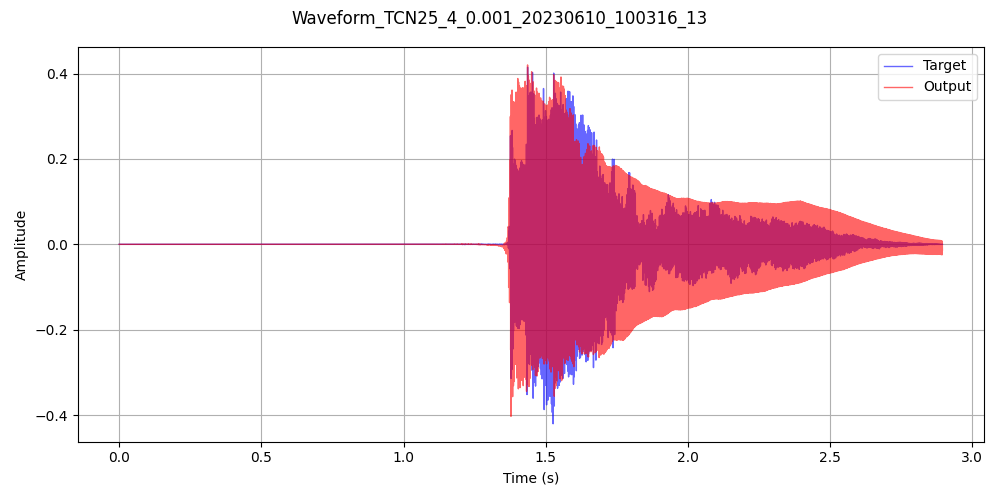 Waveform_TCN25_4_0.001_20230610_100316_13
Target
Output
Amplitude
0.4
0.2
0.0
−0.2
−0.4
0.0 0.5 1.0 1.5 2.0 2.5 3.0
Time (s)